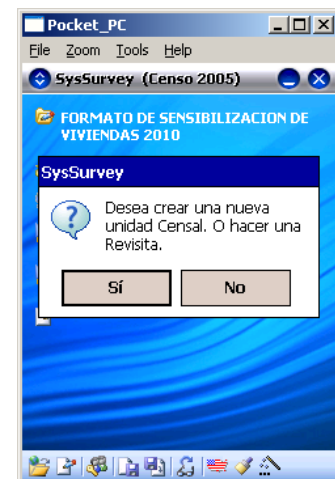 Pocket_PC
File Zoom Tools Help
SysSurvey (Censo 2005)
FORMATO DE SENSIBILIZACION DE
VIVIENDAS 2010
SysSurvey
Desea crear una nueva
unidad Censal. O hacer una
Revisita.
Sí No